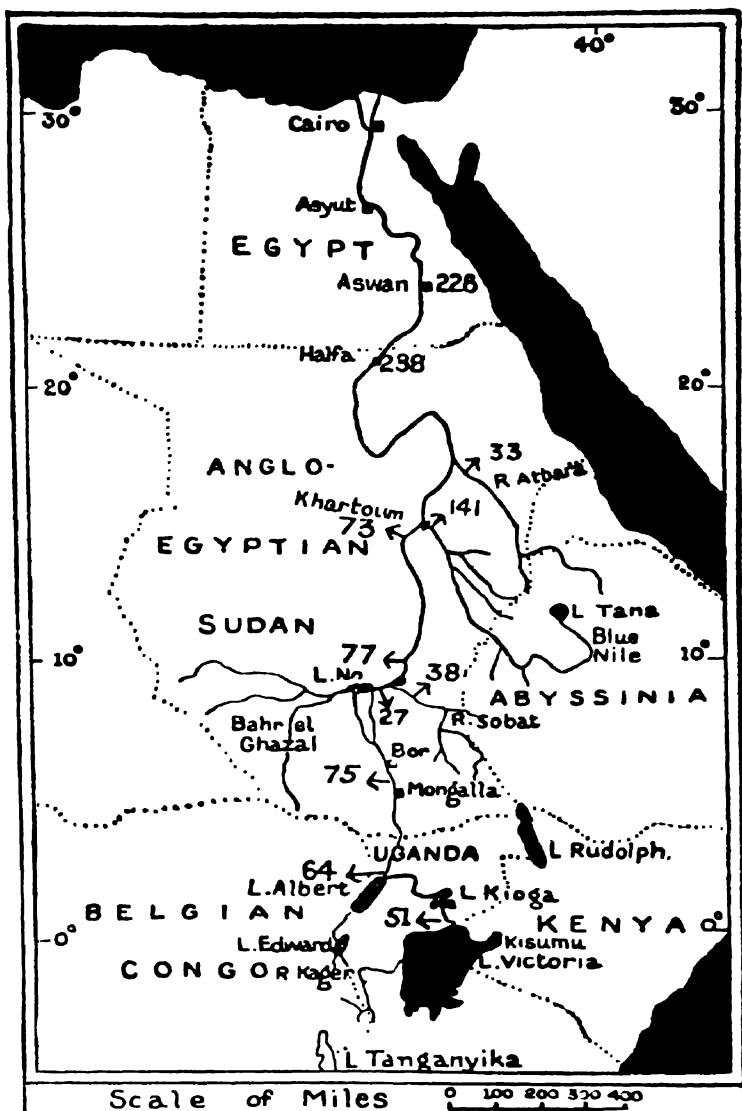 40°
30° 30°
Cairo
Asyut
EGYPT
Aswan 226
Halfa 238
20° 20°
33
R Atbara
ANGLO-
Khartoum 141
73
EGYPTIAN
L Tana
SUDAN
Blue
Nile
77
10° 10°
L.No 38
ABYSSINIA
27
R. Sobat
Bahr el
Ghazal
Bor
75
Mongalla
UGANDA
L Rudolph.
64
L.Albert
L Kioga
BELGIAN
51
KENYA
0° 0°
L.Edward
Kisumu
L.Victoria
CONGO
R Kager
L Tanganyika
Scale of Miles 0 100 200 300 400